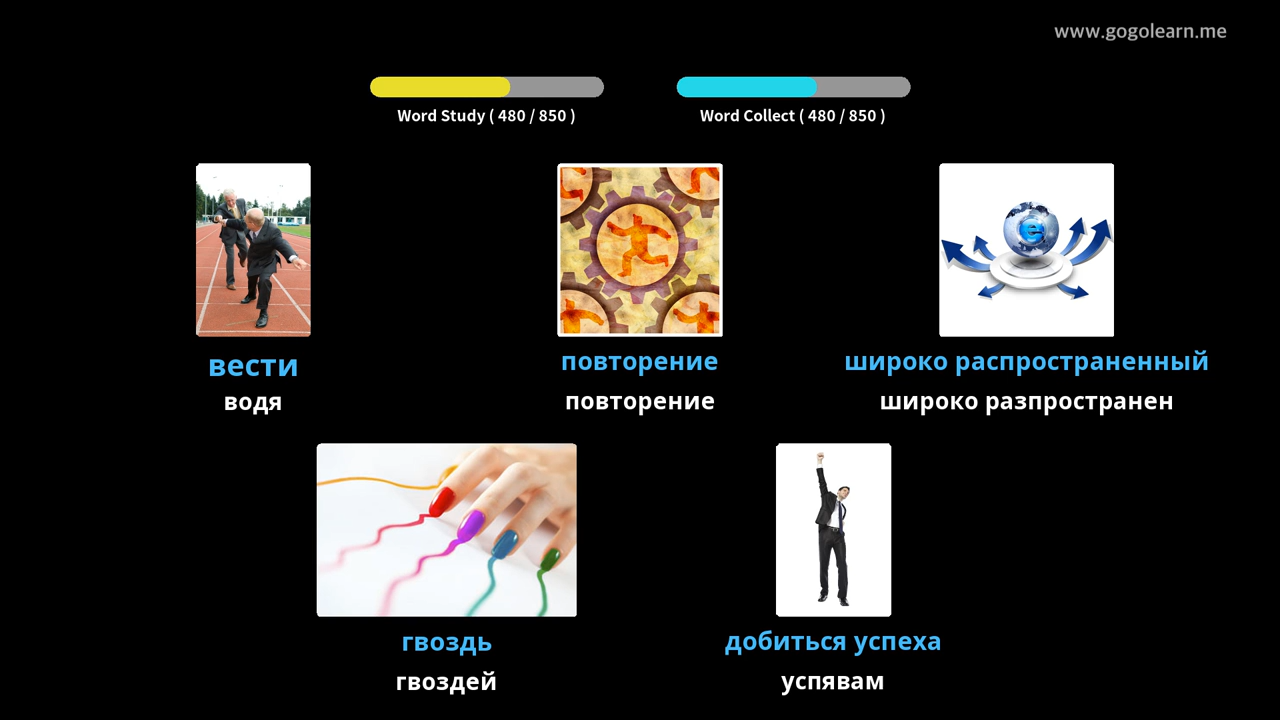 www.gogolearn.me
Word Study ( 480 / 850 )
Word Collect ( 480 / 850 )
вести
водя
повторение
повторение
широко распространенный
широко разпространен
e
гвоздь
гвоздей
добиться успеха
успявам